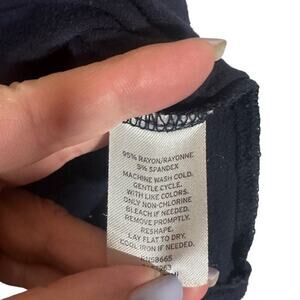 95% RAYON/RAYONNE
5% SPANDEX
MACHINE WASH COLD.
GENTLE CYCLE.
WITH LIKE COLORS.
ONLY NON-CHLORINE
BLEACH IF NEEDED.
REMOVE PROMPTLY.
RESHAPE.
LAY FLAT TO DRY.
COOL IRON IF NEEDED.